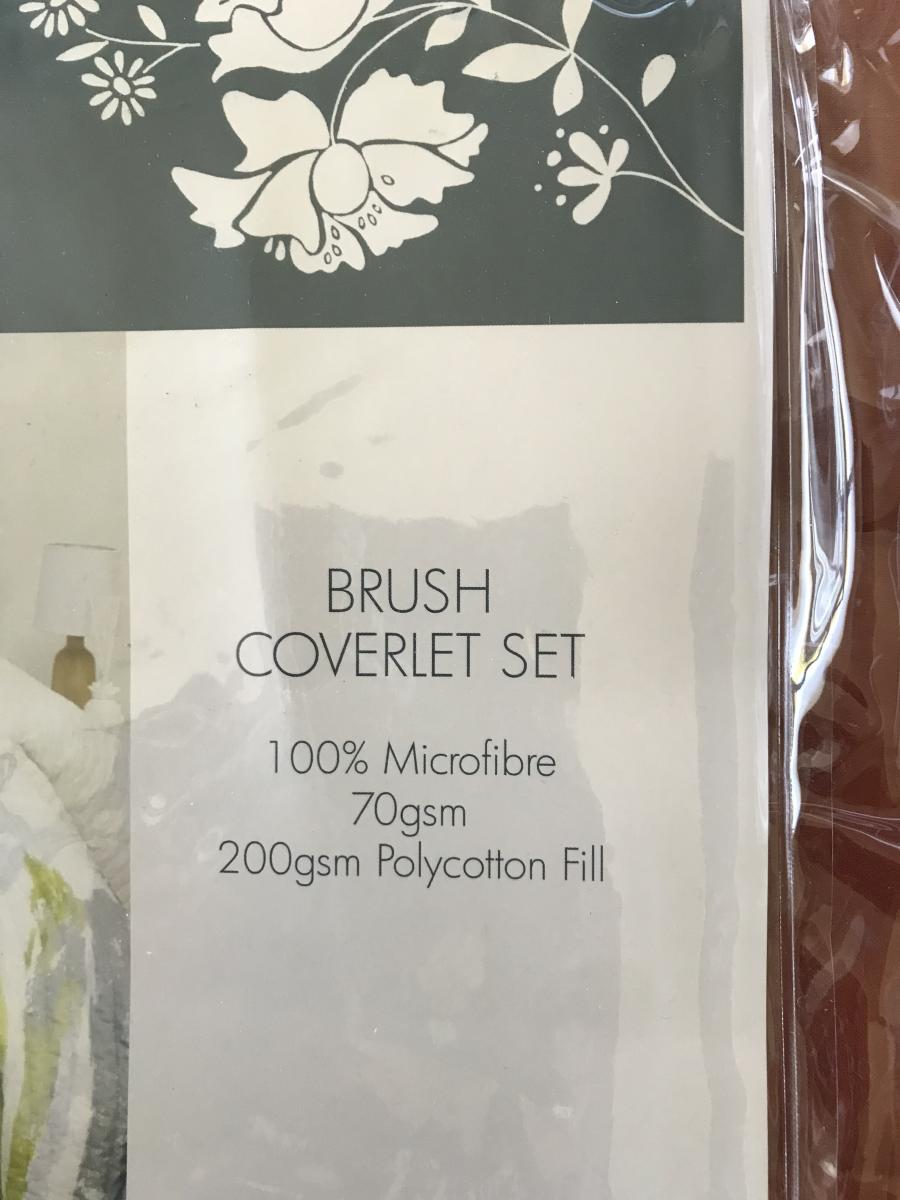 BRUSH
COVERLET SET
100% Microfibre
70gsm
200gsm Polycotton Fill